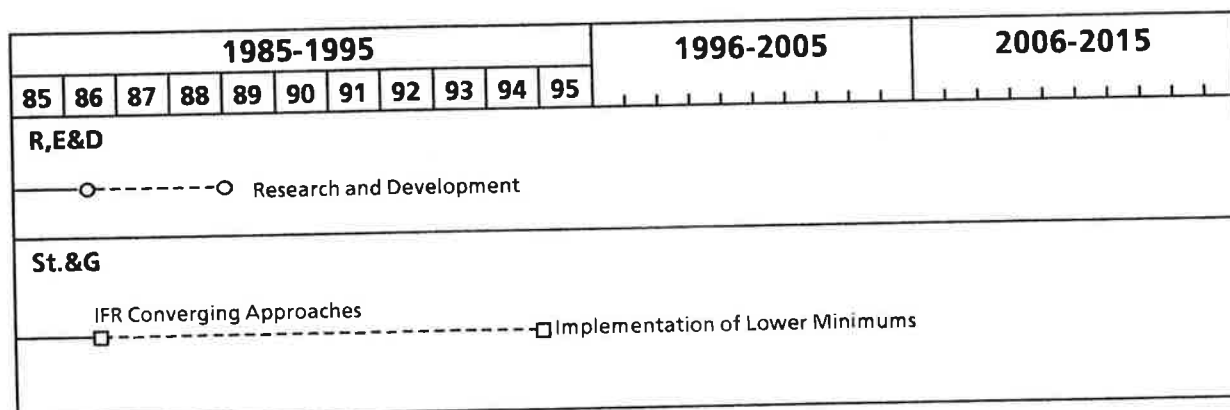 1985-1995 1996-2005 2006-2015
85 86 87 88 89 90 91 92 93 94 95
R,E&D
Research and Development
St.&G
IFR Converging Approaches
Implementation of Lower Minimums